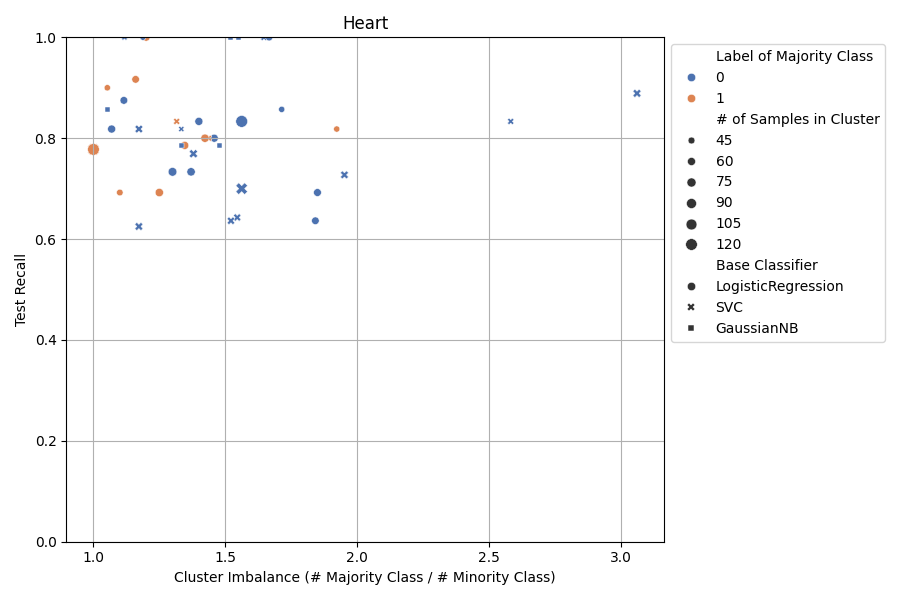 Heart
Test Recall
1.0
0.8
0.6
0.4
0.2
0.0
1.0
1.5
2.0
2.5
3.0
Cluster Imbalance (# Majority Class / # Minority Class)
Label of Majority Class
0
1
# of Samples in Cluster
45
60
75
90
105
120
Base Classifier
LogisticRegression
SVC
GaussianNB